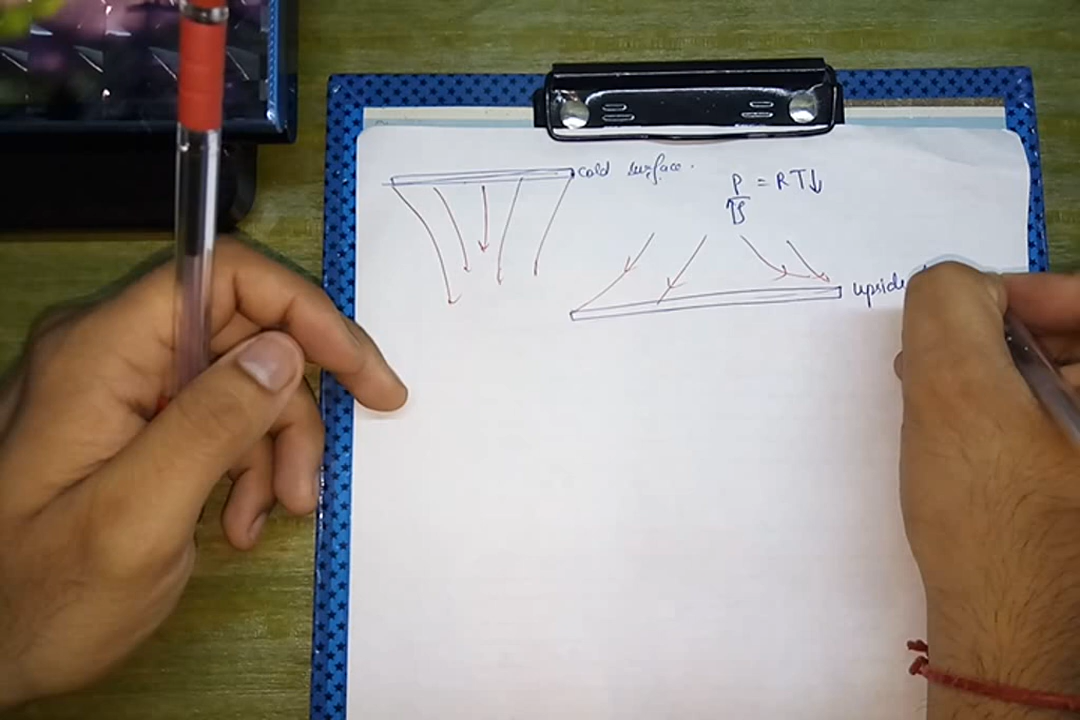 cold surface.
P/↑ρ = RT↓
upside